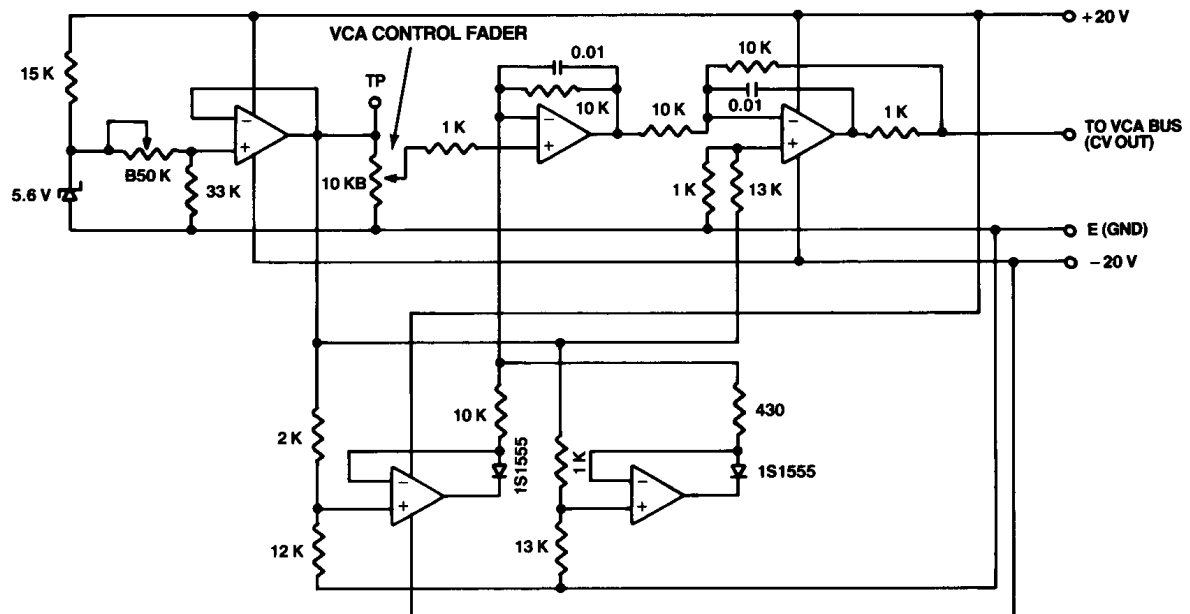 +20 V
VCA CONTROL FADER
0.01
10 K
15 K
TP
10 K
10 K
0.01
1 K
1 K
−
+
−
+
−
+
TO VCA BUS
(CV OUT)
B50 K
5.6 V
33 K
10 KB
1 K
13 K
E (GND)
−20 V
10 K
430
2 K
1S1555
1 K
1S1555
−
+
−
+
12 K
13 K